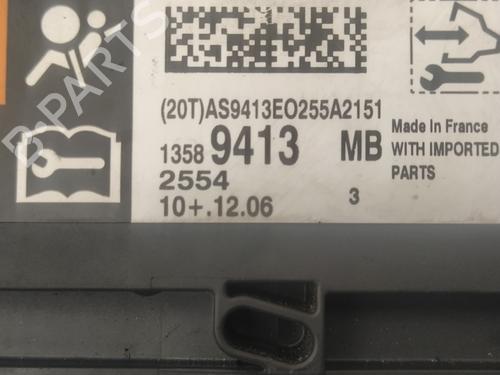 B-PARTS
(20T)AS9413EO255A2151
1358 9413 MB
2554
10+.12.06
3
Made in France
WITH IMPORTED
PARTS